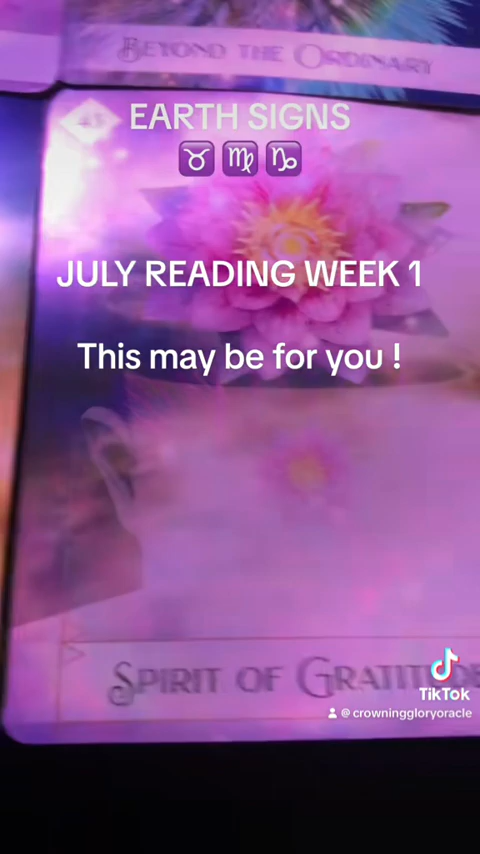 BEYOND THE ORDINARY
43
EARTH SIGNS
♉ ♍ ♑
JULY READING WEEK 1
This may be for you !
SPIRIT OF GRATITUDE
TikTok
@ crowninggloryoracle